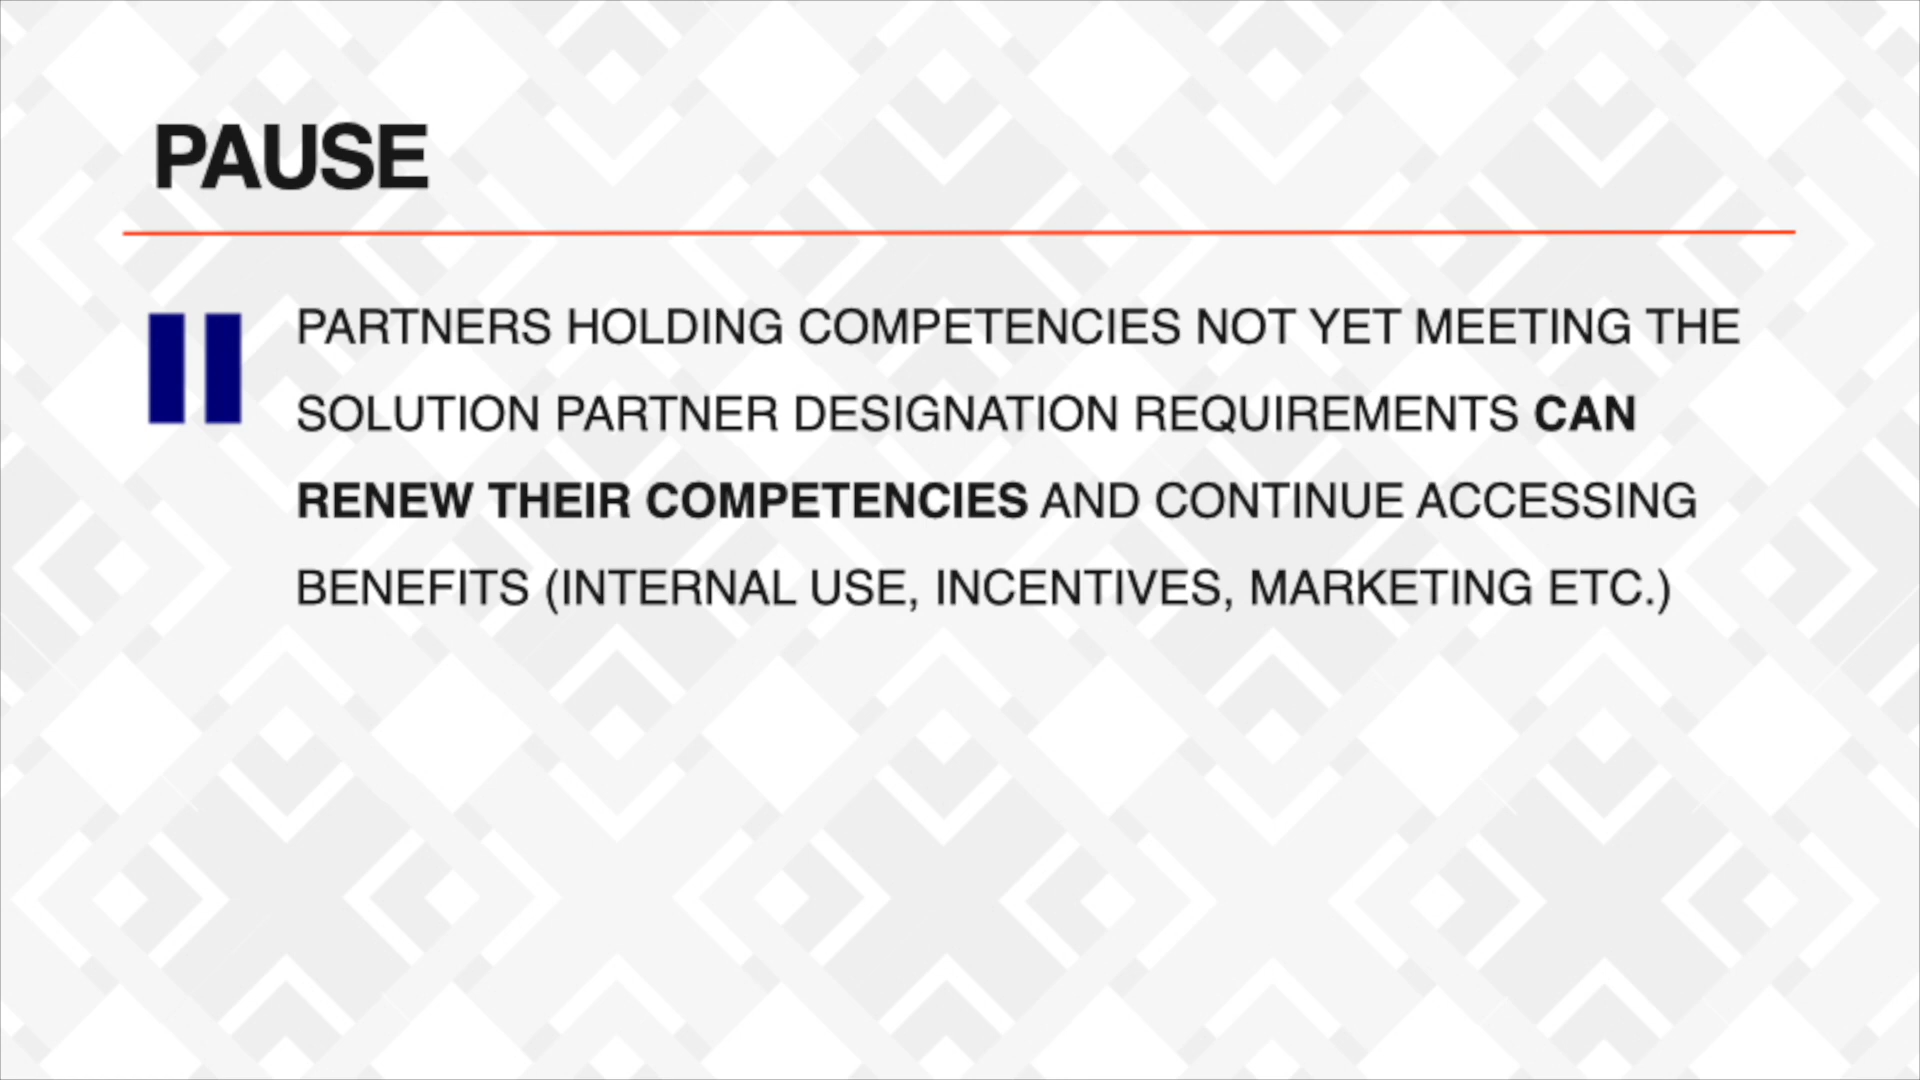 PAUSE
PARTNERS HOLDING COMPETENCIES NOT YET MEETING THE
SOLUTION PARTNER DESIGNATION REQUIREMENTS CAN
RENEW THEIR COMPETENCIES AND CONTINUE ACCESSING
BENEFITS (INTERNAL USE, INCENTIVES, MARKETING ETC.)